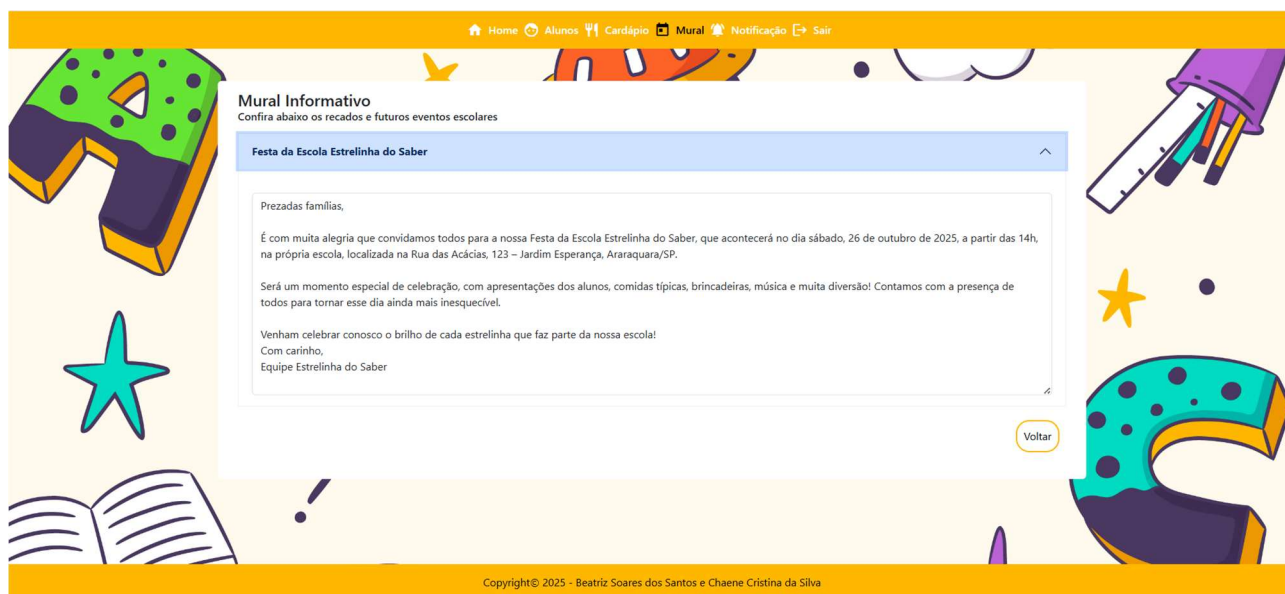 Home Alunos Cardápio Mural Notificação Sair
Mural Informativo
Confira abaixo os recados e futuros eventos escolares
Festa da Escola Estrelinha do Saber
Prezadas famílias,
É com muita alegria que convidamos todos para a nossa Festa da Escola Estrelinha do Saber, que acontecerá no dia sábado, 26 de outubro de 2025, a partir das 14h,
na própria escola, localizada na Rua das Acácias, 123 – Jardim Esperança, Araraquara/SP.
Será um momento especial de celebração, com apresentações dos alunos, comidas típicas, brincadeiras, música e muita diversão! Contamos com a presença de
todos para tornar esse dia ainda mais inesquecível.
Venham celebrar conosco o brilho de cada estrelinha que faz parte da nossa escola!
Com carinho,
Equipe Estrelinha do Saber
Voltar
Copyright© 2025 - Beatriz Soares dos Santos e Chaene Cristina da Silva